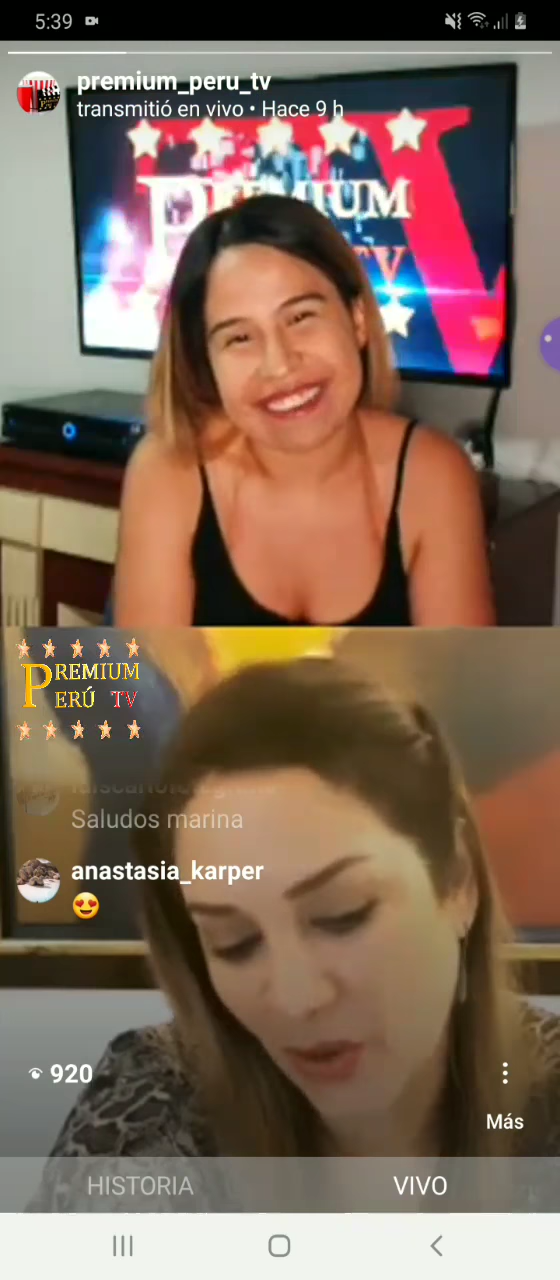 5:39
premium_peru_tv
transmitió en vivo • Hace 9 h
PREMIUM
TV
PREMIUM
PERÚ TV
Saludos marina
anastasia_karper
😍
920
Más
HISTORIA
VIVO